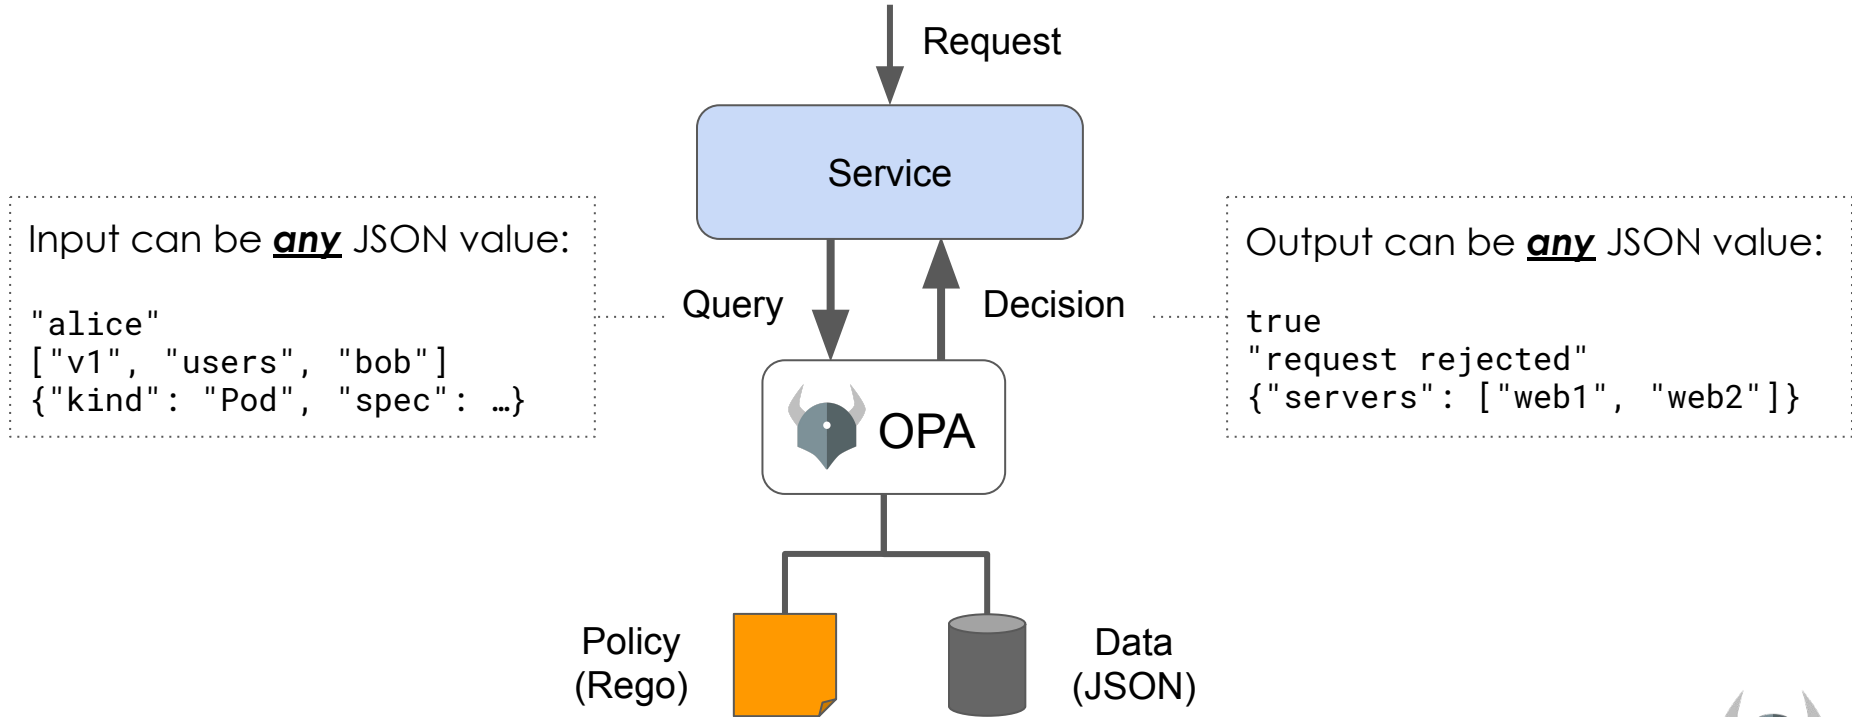 Request
Service
Input can be any JSON value:
"alice"
["v1", "users", "bob"]
{"kind": "Pod", "spec": …}
Query
Decision
Output can be any JSON value:
true
"request rejected"
{"servers": ["web1", "web2"]}
OPA
Policy
(Rego)
Data
(JSON)